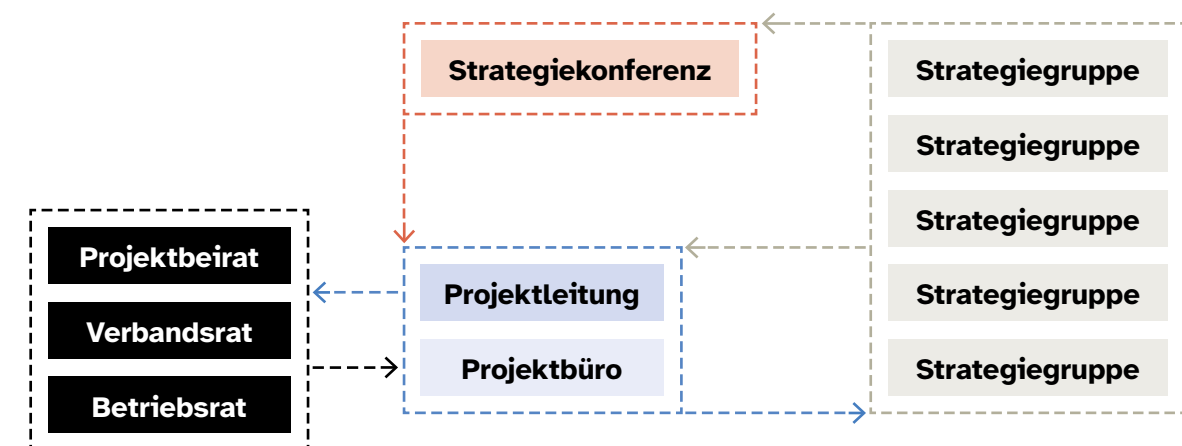 Strategiekonferenz
Strategiegruppe
Strategiegruppe
Strategiegruppe
Strategiegruppe
Strategiegruppe
Projektbeirat
Verbandsrat
Betriebsrat
Projektleitung
Projektbüro